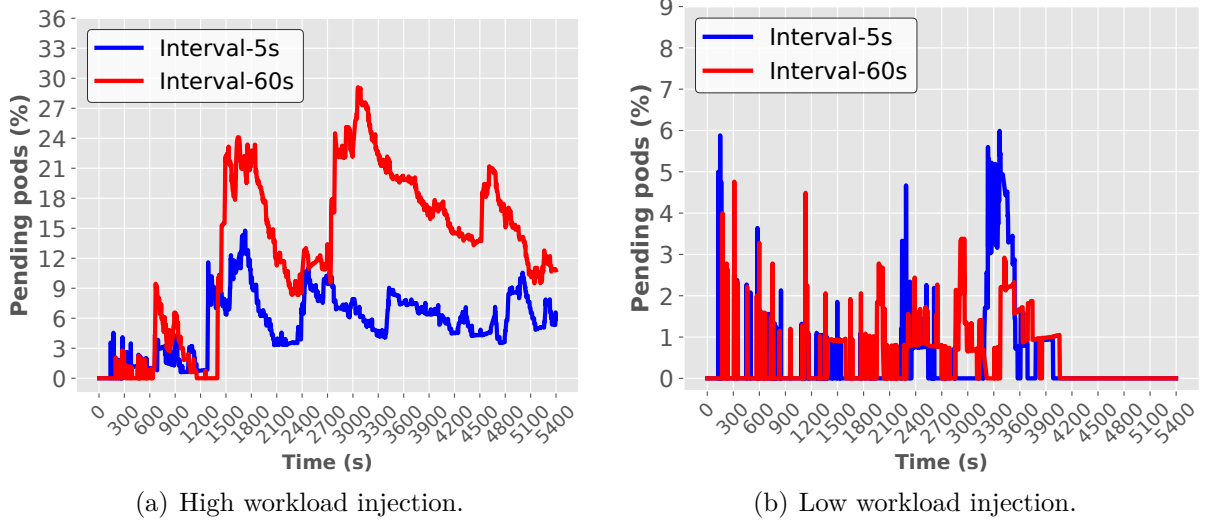 36
33
30
27
24
21
18
15
12
9
6
3
0
Pending pods (%)
Interval-5s
Interval-60s
0 300 600 900 1200 1500 1800 2100 2400 2700 3000 3300 3600 3900 4200 4500 4800 5100 5400
Time (s)
(a) High workload injection.
9
8
7
6
5
4
3
2
1
0
Pending pods (%)
Interval-5s
Interval-60s
0 300 600 900 1200 1500 1800 2100 2400 2700 3000 3300 3600 3900 4200 4500 4800 5100 5400
Time (s)
(b) Low workload injection.